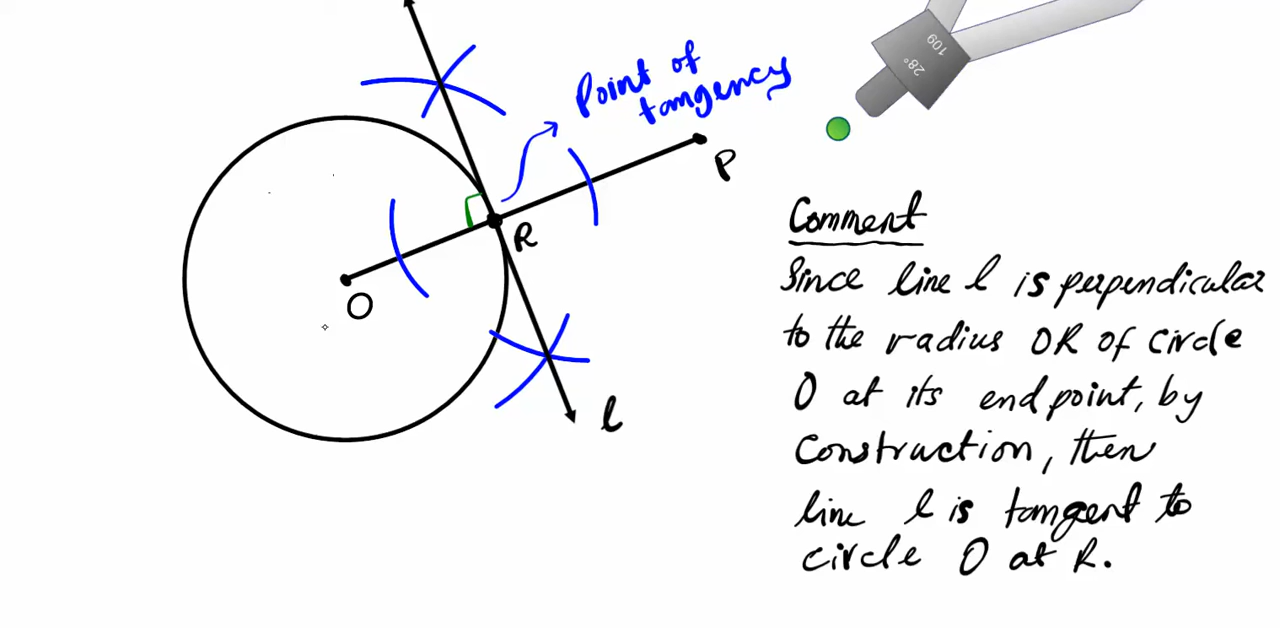 109
28°
Point of
tangency
P
R
O
l
Comment
Since line l is perpendicular
to the radius OR of circle
O at its endpoint, by
construction, then
line l is tangent to
circle O at R.